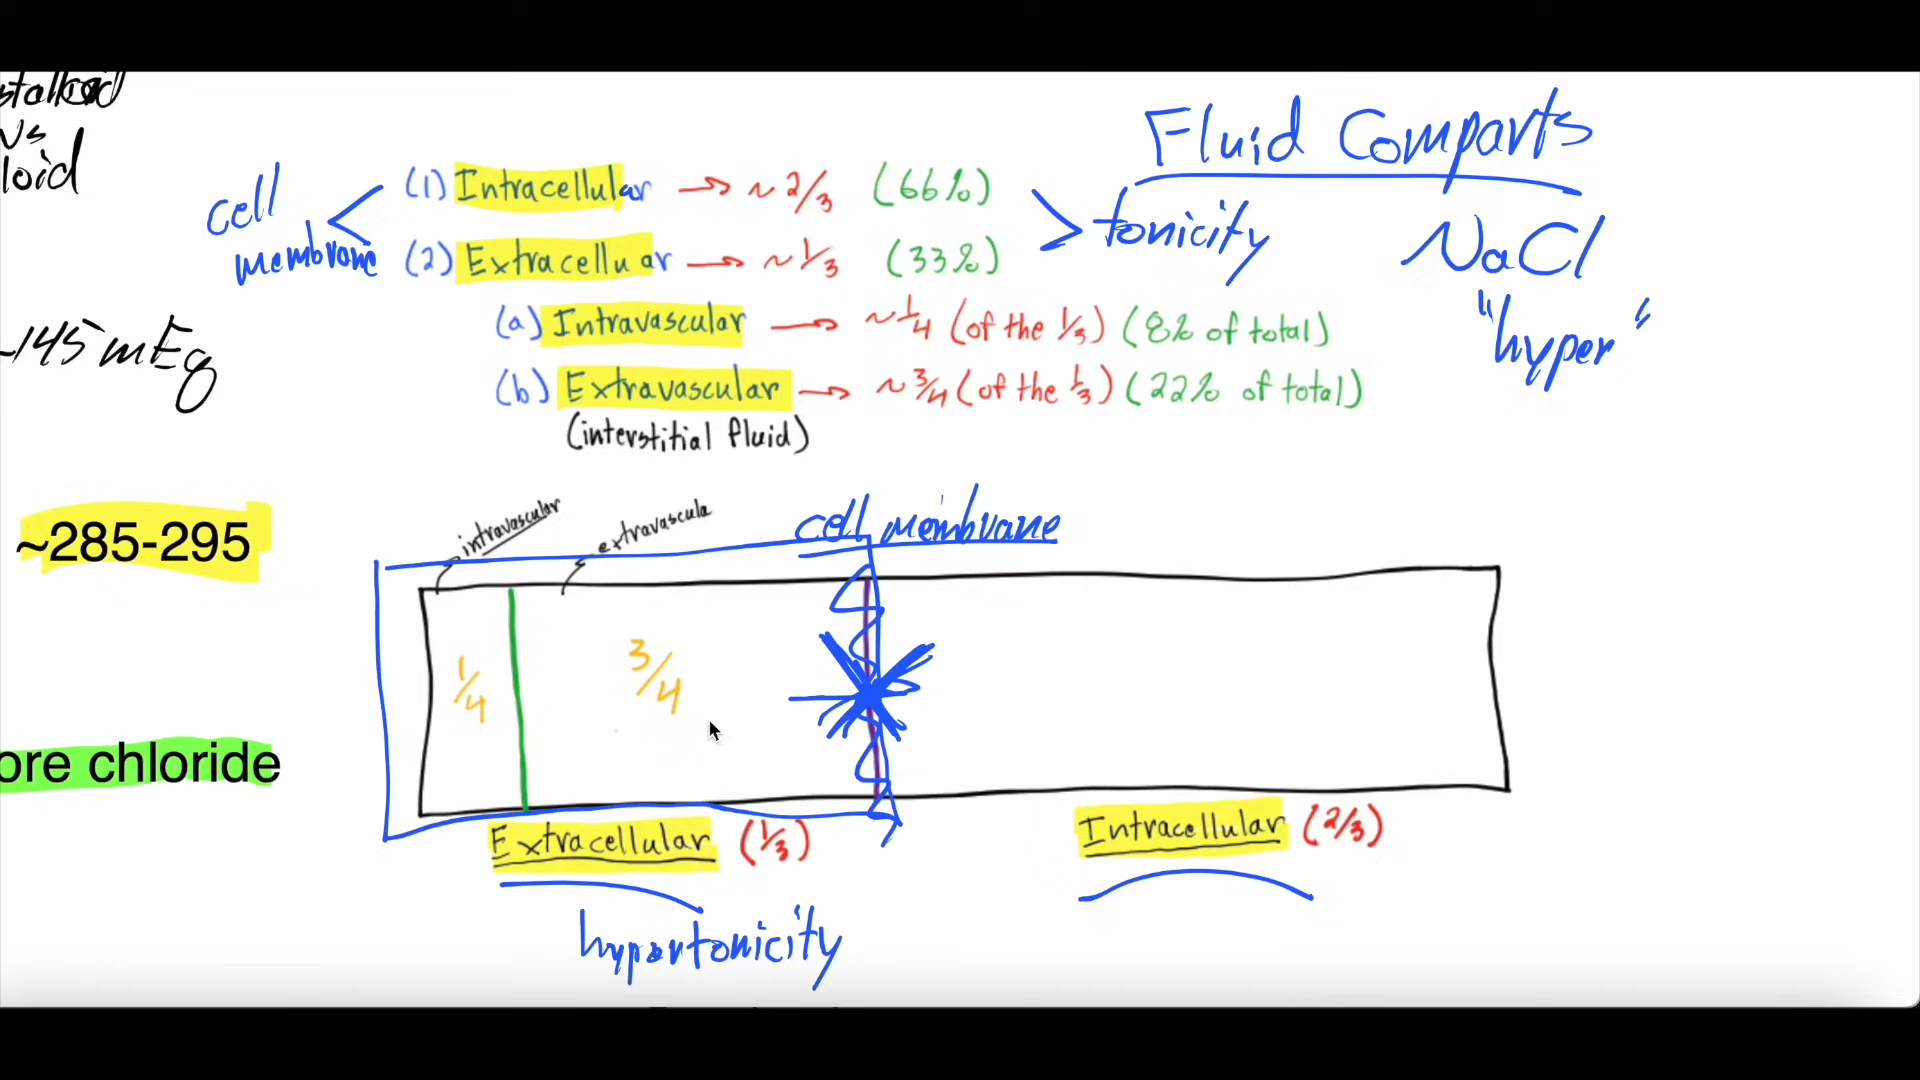 stalloid
vs
loid
Fluid Comparts
cell
membrane
(1) Intracellular → ~ 2/3 (66%)
(2) Extracellular → ~ 1/3 (33%)
> tonicity
NaCl
"hyper"
(a) Intravascular → ~ 1/4 (of the 1/3) (8% of total)
(b) Extravascular → ~ 3/4 (of the 1/3) (22% of total)
(interstitial fluid)
-145 mEq
~285-295
intravascular
extravascula
cell membrane
1/4
3/4
ore chloride
Extracellular (1/3)
Intracellular (2/3)
hypertonicity